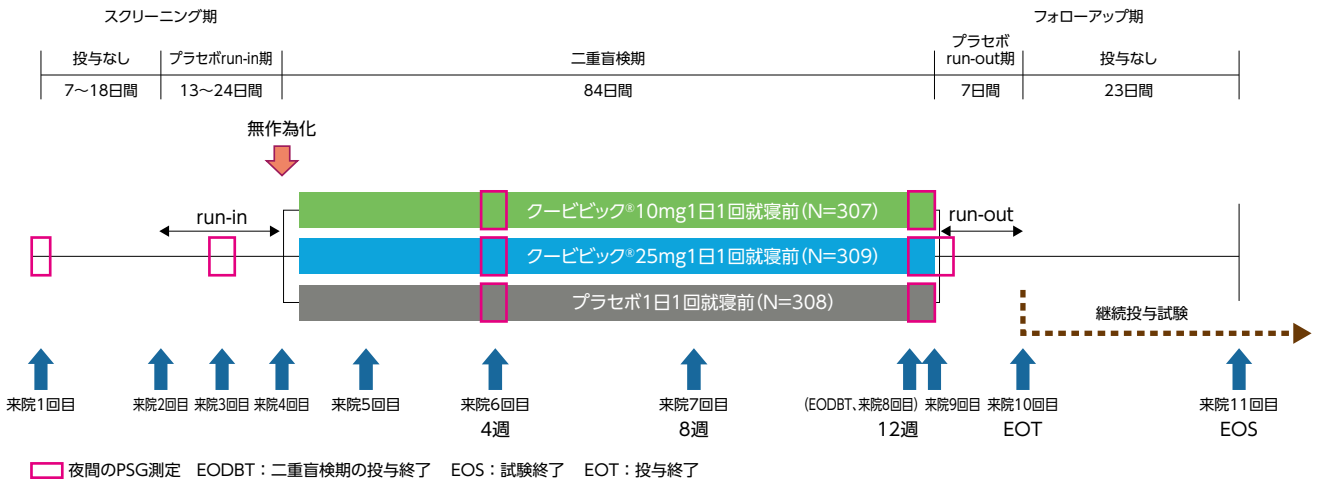 スクリーニング期
フォローアップ期
投与なし
プラセボrun-in期
二重盲検期
プラセボ
run-out期
投与なし
7~18日間
13~24日間
84日間
7日間
23日間
無作為化
run-in
クービビック®10mg1日1回就寝前(N=307)
run-out
クービビック®25mg1日1回就寝前(N=309)
プラセボ1日1回就寝前(N=308)
継続投与試験
来院1回目
来院2回目
来院3回目
来院4回目
来院5回目
来院6回目
4週
来院7回目
8週
(EODBT、来院8回目)
12週
来院9回目
来院10回目
EOT
来院11回目
EOS
夜間のPSG測定 EODBT:二重盲検期の投与終了 EOS:試験終了 EOT:投与終了